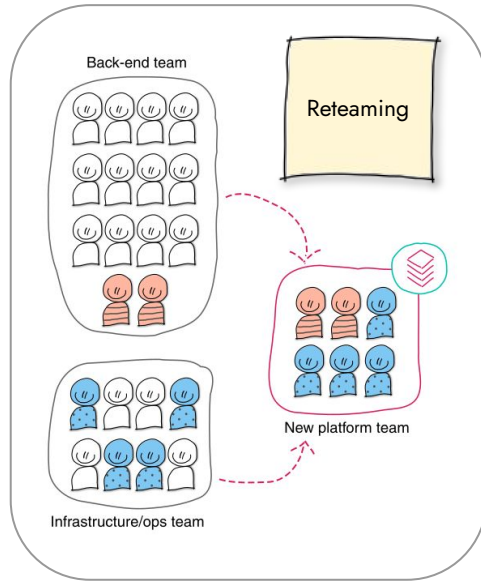 Back-end team
Reteaming
New platform team
Infrastructure/ops team